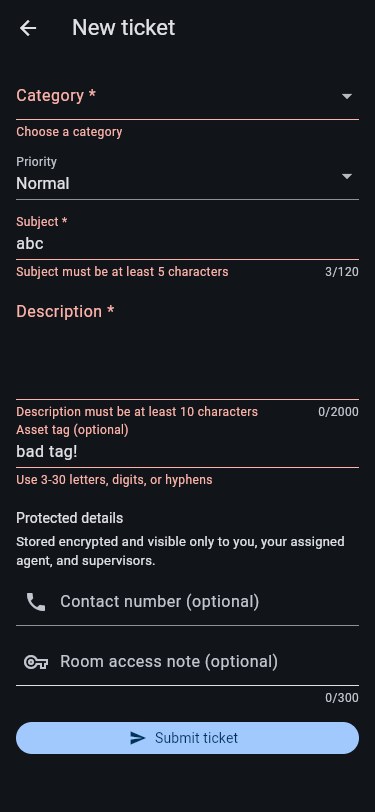 New ticket
Category *
Choose a category
Priority
Normal
Subject *
abc
Subject must be at least 5 characters 3/120
Description *
Description must be at least 10 characters 0/2000
Asset tag (optional)
bad tag!
Use 3-30 letters, digits, or hyphens
Protected details
Stored encrypted and visible only to you, your assigned
agent, and supervisors.
Contact number (optional)
Room access note (optional)
0/300
Submit ticket